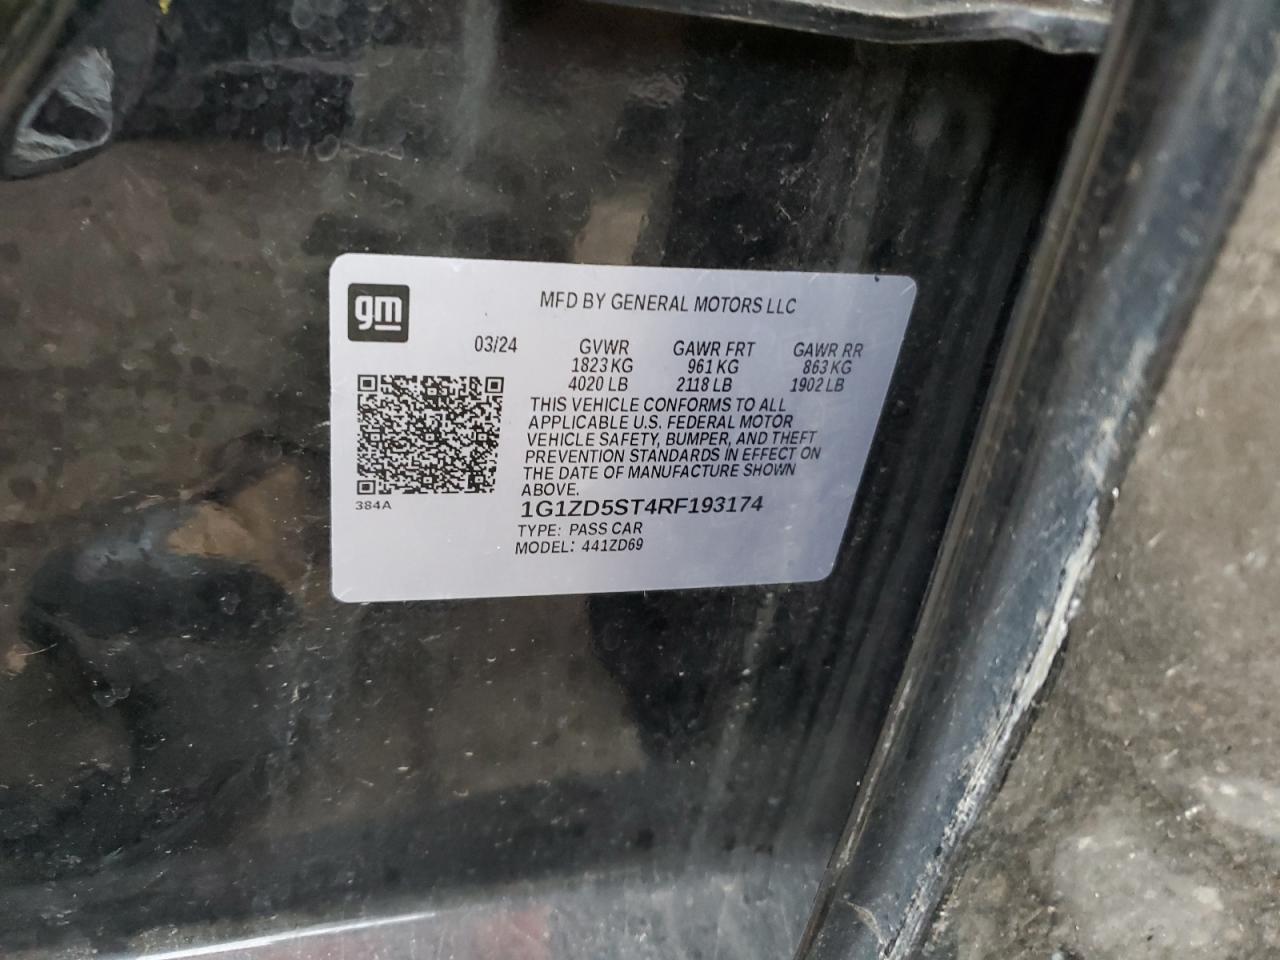 gm
MFD BY GENERAL MOTORS LLC
03/24 GVWR GAWR FRT GAWR RR
1823 KG 961 KG 863 KG
4020 LB 2118 LB 1902 LB
THIS VEHICLE CONFORMS TO ALL
APPLICABLE U.S. FEDERAL MOTOR
VEHICLE SAFETY, BUMPER, AND THEFT
PREVENTION STANDARDS IN EFFECT ON
THE DATE OF MANUFACTURE SHOWN
ABOVE.
384A
1G1ZD5ST4RF193174
TYPE: PASS CAR
MODEL: 441ZD69